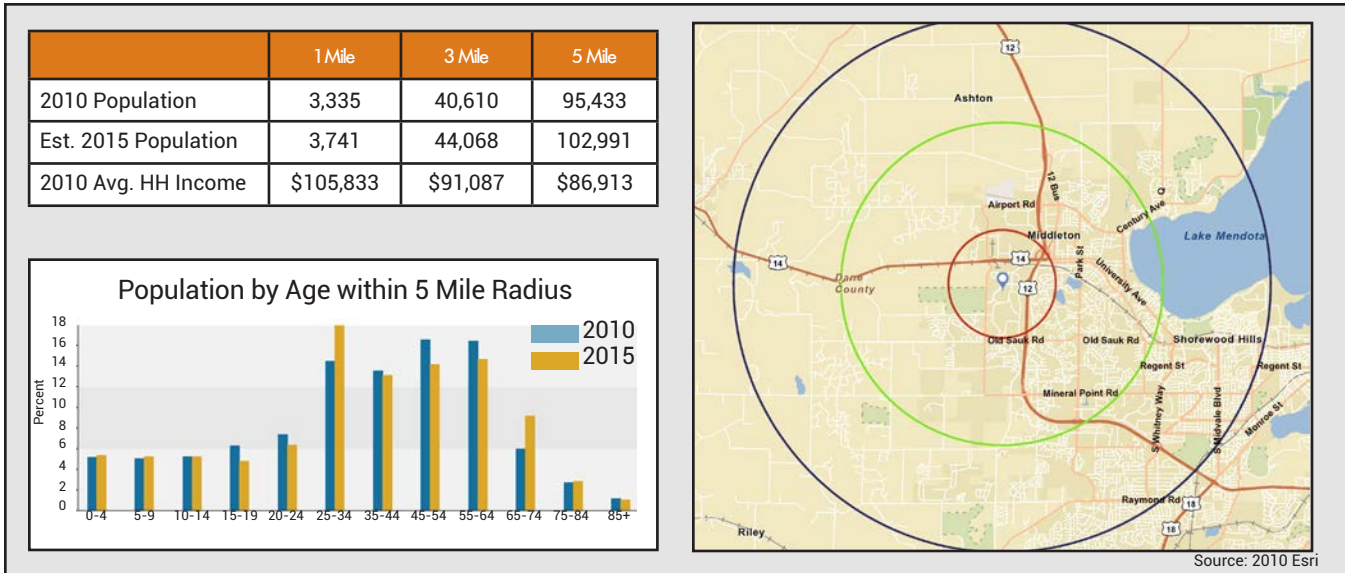 1 Mile 3 Mile 5 Mile
2010 Population 3,335 40,610 95,433
Est. 2015 Population 3,741 44,068 102,991
2010 Avg. HH Income $105,833 $91,087 $86,913
Population by Age within 5 Mile Radius
2010
2015
Percent
18
16
14
12
10
8
6
4
2
0
0-4 5-9 10-14 15-19 20-24 25-34 35-44 45-54 55-64 65-74 75-84 85+
12
Ashton
12 Bus
Q
Airport Rd
Century Ave
Middleton
Lake Mendota
14
14
Park St
Dane
County
12
University Ave
Old Sauk Rd
Old Sauk Rd
Shorewood Hills
Regent St
Regent St
Mineral Point Rd
S Whitney Way
S Midvale Blvd
Monroe St
Raymond Rd
18
18
Riley
Source: 2010 Esri